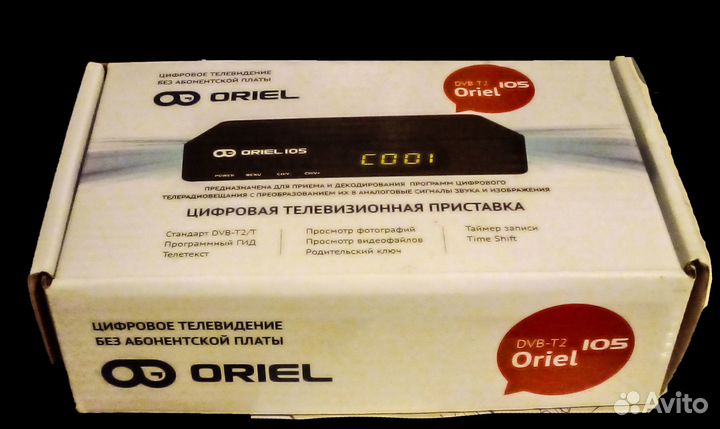 ЦИФРОВОЕ ТЕЛЕВИДЕНИЕ
БЕЗ АБОНЕНТСКОЙ ПЛАТЫ
ORIEL
DVB-T2
Oriel 105
ORIEL 105
C001
POWER MENU CH\V- CH\V+
ПРЕДНАЗНАЧЕНА ДЛЯ ПРИЕМА И ДЕКОДИРОВАНИЯ ПРОГРАММ ЦИФРОВОГО
ТЕЛЕРАДИОВЕЩАНИЯ С ПРЕОБРАЗОВАНИЕМ ИХ В АНАЛОГОВЫЕ СИГНАЛЫ ЗВУКА И ИЗОБРАЖЕНИЯ
ЦИФРОВАЯ ТЕЛЕВИЗИОННАЯ ПРИСТАВКА
Стандарт DVB-T2/T
Программный ГИД
Телетекст
Просмотр фотографий
Просмотр видеофайлов
Родительский ключ
Таймер записи
Time Shift
ЦИФРОВОЕ ТЕЛЕВИДЕНИЕ
БЕЗ АБОНЕНТСКОЙ ПЛАТЫ
ORIEL
DVB-T2
Oriel 105
Avito